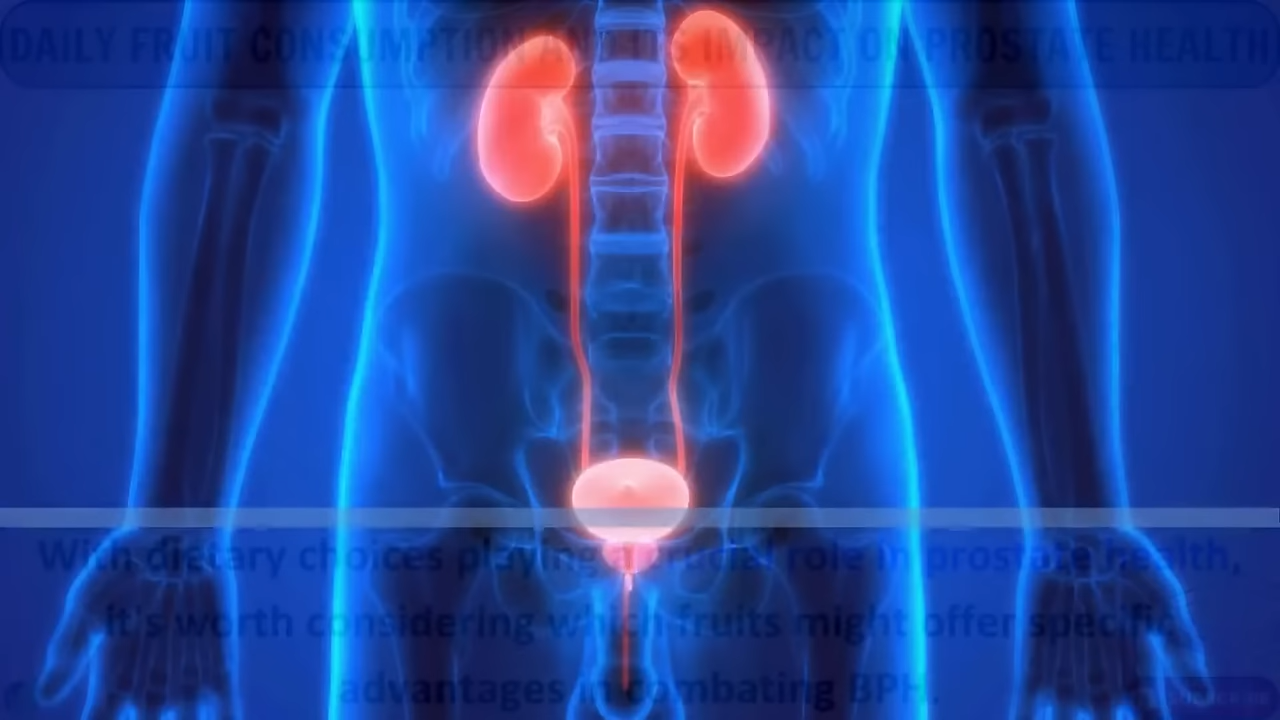 DAILY FRUIT CONSUMPTION AND ITS IMPACT ON PROSTATE HEALTH
With dietary choices playing a crucial role in prostate health,
it's worth considering which fruits might offer specific
advantages in combating BPH.